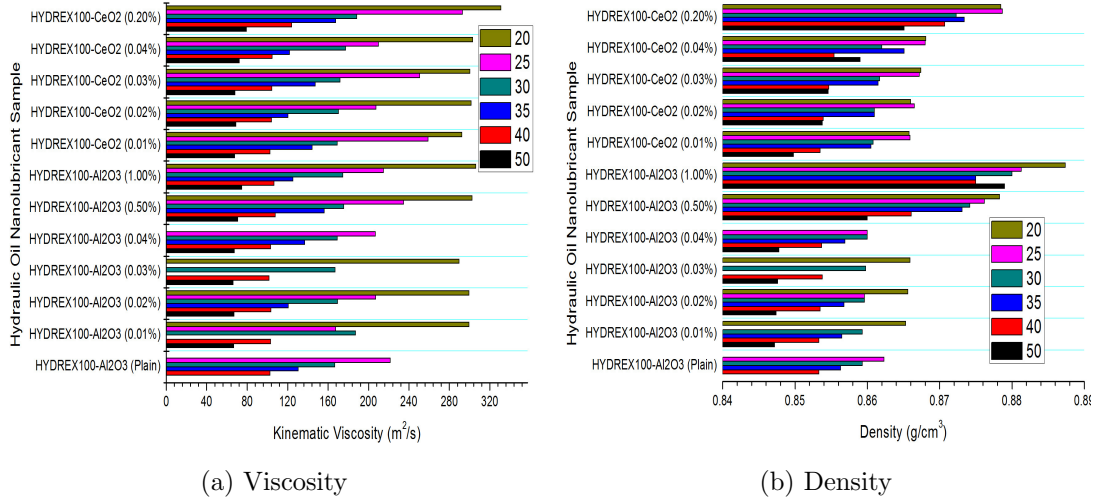 Hydraulic Oil Nanolubricant Sample
HYDREX100-CeO2 (0.20%)
HYDREX100-CeO2 (0.04%)
HYDREX100-CeO2 (0.03%)
HYDREX100-CeO2 (0.02%)
HYDREX100-CeO2 (0.01%)
HYDREX100-Al2O3 (1.00%)
HYDREX100-Al2O3 (0.50%)
HYDREX100-Al2O3 (0.04%)
HYDREX100-Al2O3 (0.03%)
HYDREX100-Al2O3 (0.02%)
HYDREX100-Al2O3 (0.01%)
HYDREX100-Al2O3 (Plain)
20
25
30
35
40
50
0 40 80 120 160 200 240 280 320
Kinematic Viscosity (m²/s)
(a) Viscosity
Hydraulic Oil Nanolubricant Sample
HYDREX100-CeO2 (0.20%)
HYDREX100-CeO2 (0.04%)
HYDREX100-CeO2 (0.03%)
HYDREX100-CeO2 (0.02%)
HYDREX100-CeO2 (0.01%)
HYDREX100-Al2O3 (1.00%)
HYDREX100-Al2O3 (0.50%)
HYDREX100-Al2O3 (0.04%)
HYDREX100-Al2O3 (0.03%)
HYDREX100-Al2O3 (0.02%)
HYDREX100-Al2O3 (0.01%)
HYDREX100-Al2O3 (Plain)
20
25
30
35
40
50
0.84 0.85 0.86 0.87 0.88
Density (g/cm³)
(b) Density